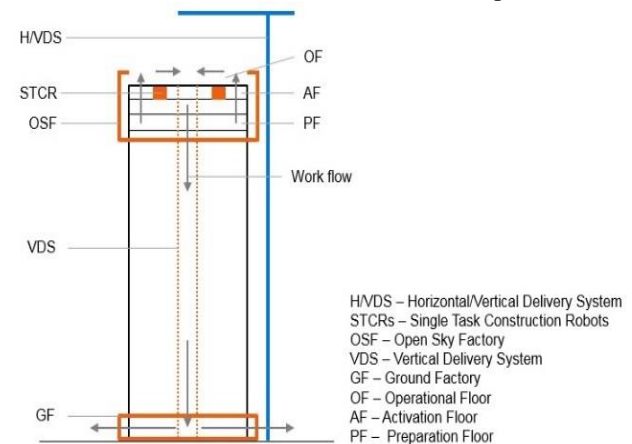 H/VDS
OF
STCR
AF
OSF
PF
Work flow
VDS
H/VDS – Horizontal/Vertical Delivery System
STCRs – Single Task Construction Robots
OSF – Open Sky Factory
VDS – Vertical Delivery System
GF – Ground Factory
OF – Operational Floor
AF – Activation Floor
PF – Preparation Floor
GF